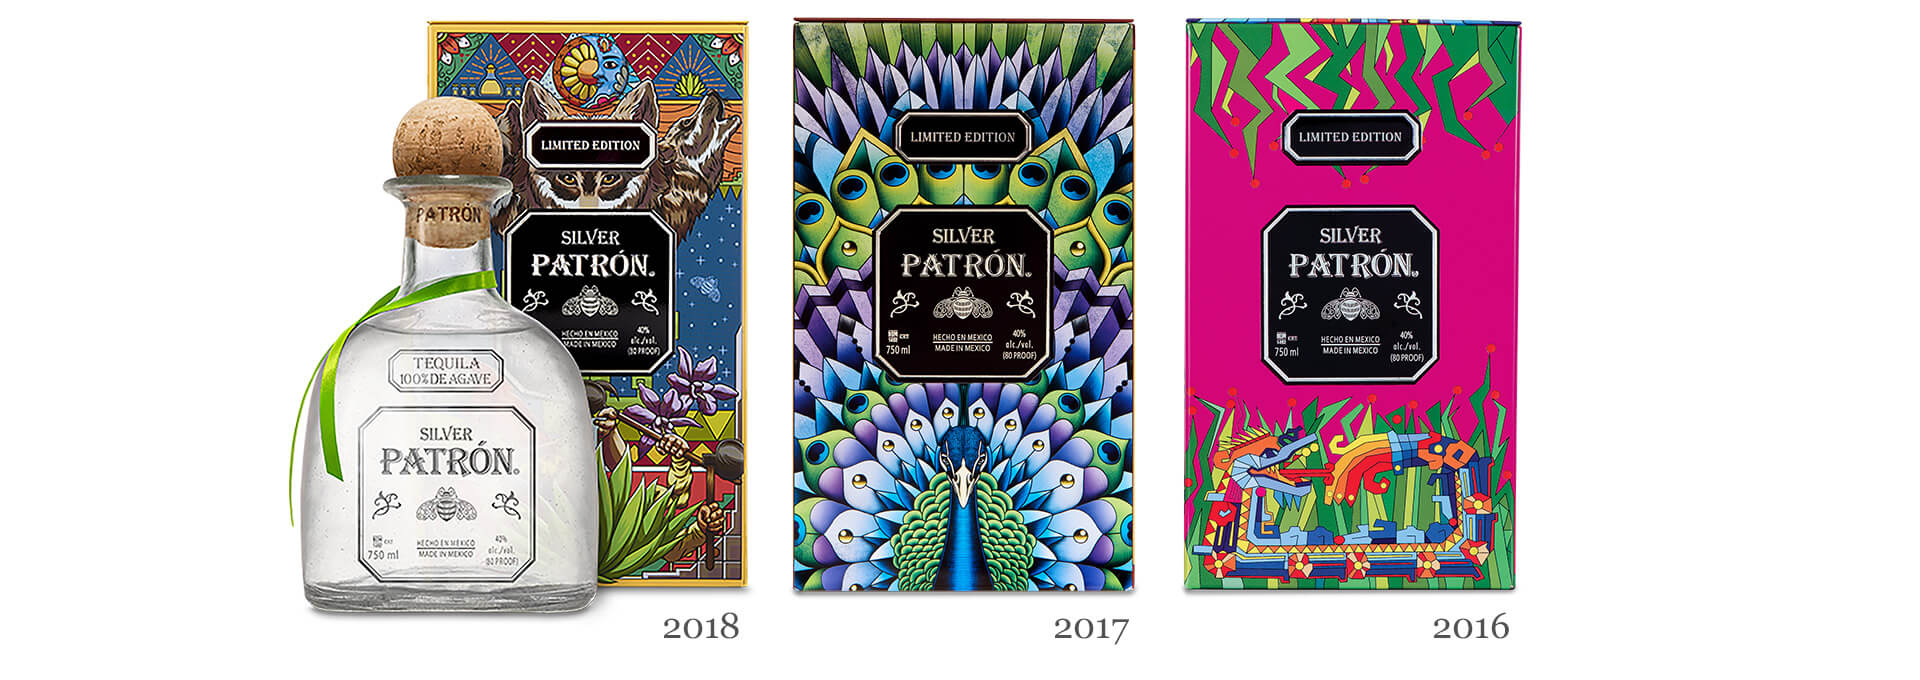 LIMITED EDITION
SILVER
PATRÓN
HECHO EN MEXICO
MADE IN MEXICO
40%
alc./vol.
(80 PROOF)
PATRÓN
TEQUILA
100% DE AGAVE
SILVER
PATRÓN
750 ml
HECHO EN MEXICO
MADE IN MEXICO
40%
alc./vol.
(80 PROOF)
2018
LIMITED EDITION
SILVER
PATRÓN
750 ml
HECHO EN MEXICO
MADE IN MEXICO
40%
alc./vol.
(80 PROOF)
2017
LIMITED EDITION
SILVER
PATRÓN
750 ml
HECHO EN MEXICO
MADE IN MEXICO
40%
alc./vol.
(80 PROOF)
2016